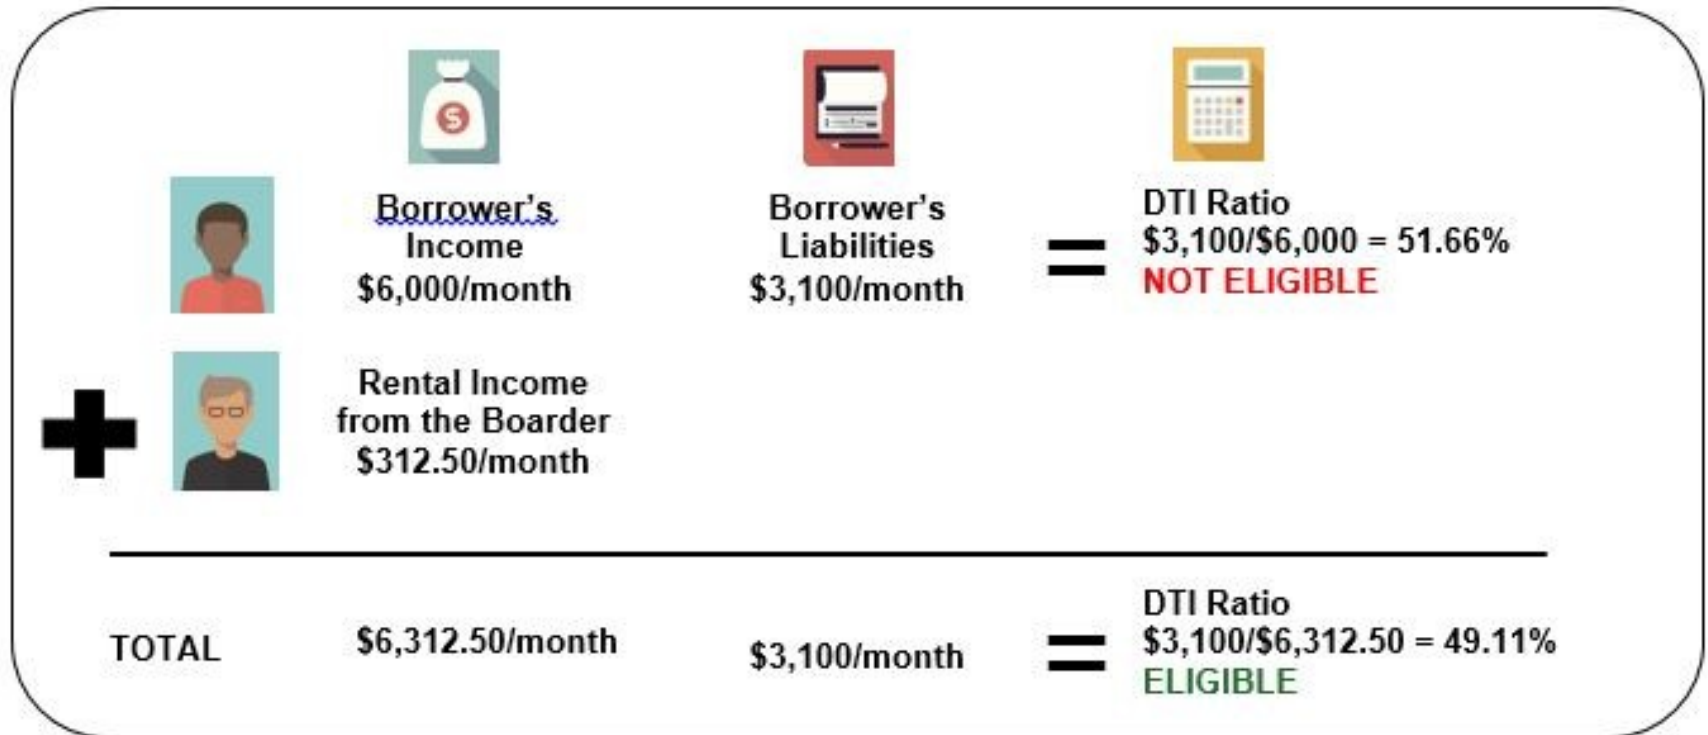 Borrower's
Income
$6,000/month
Borrower's
Liabilities
$3,100/month
DTI Ratio
$3,100/$6,000 = 51.66%
NOT ELIGIBLE
Rental Income
from the Boarder
$312.50/month
TOTAL
$6,312.50/month
$3,100/month
DTI Ratio
$3,100/$6,312.50 = 49.11%
ELIGIBLE